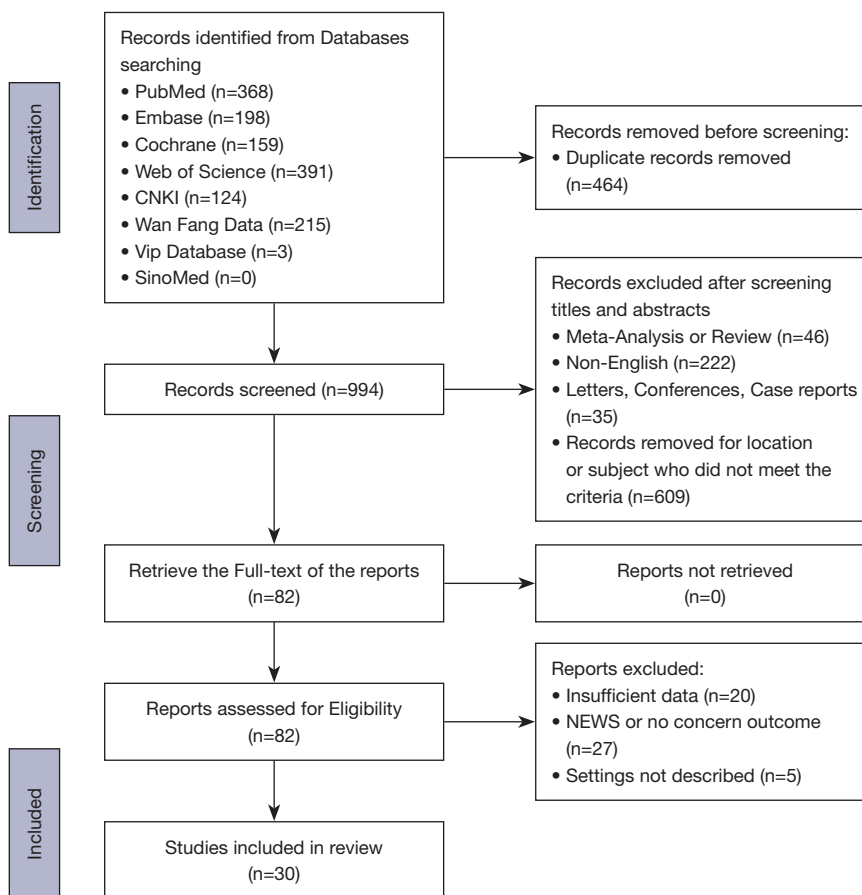 Identification
Records identified from Databases
searching
• PubMed (n=368)
• Embase (n=198)
• Cochrane (n=159)
• Web of Science (n=391)
• CNKI (n=124)
• Wan Fang Data (n=215)
• Vip Database (n=3)
• SinoMed (n=0)
Records removed before screening:
• Duplicate records removed
(n=464)
Screening
Records screened (n=994)
Records excluded after screening
titles and abstracts
• Meta-Analysis or Review (n=46)
• Non-English (n=222)
• Letters, Conferences, Case reports
(n=35)
• Records removed for location
or subject who did not meet the
criteria (n=609)
Retrieve the Full-text of the reports
(n=82)
Reports not retrieved
(n=0)
Reports assessed for Eligibility
(n=82)
Reports excluded:
• Insufficient data (n=20)
• NEWS or no concern outcome
(n=27)
• Settings not described (n=5)
Included
Studies included in review
(n=30)